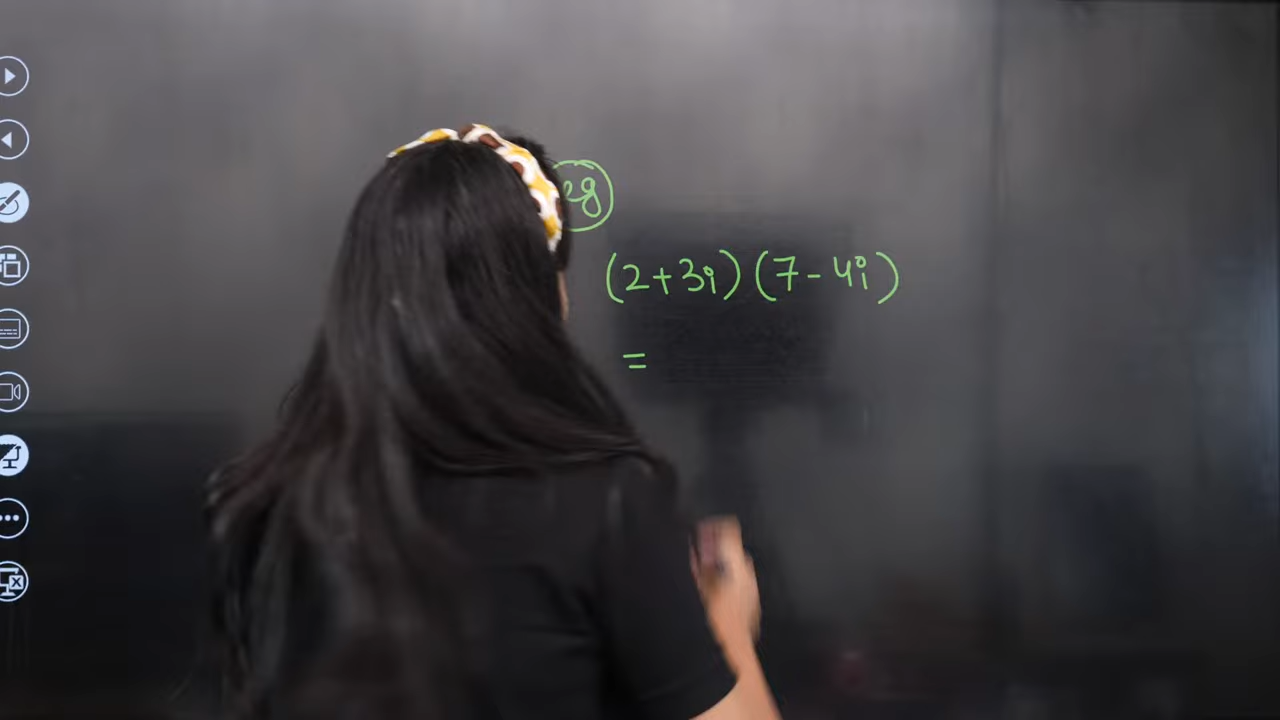 eg
(2+3i)(7-4i)
=